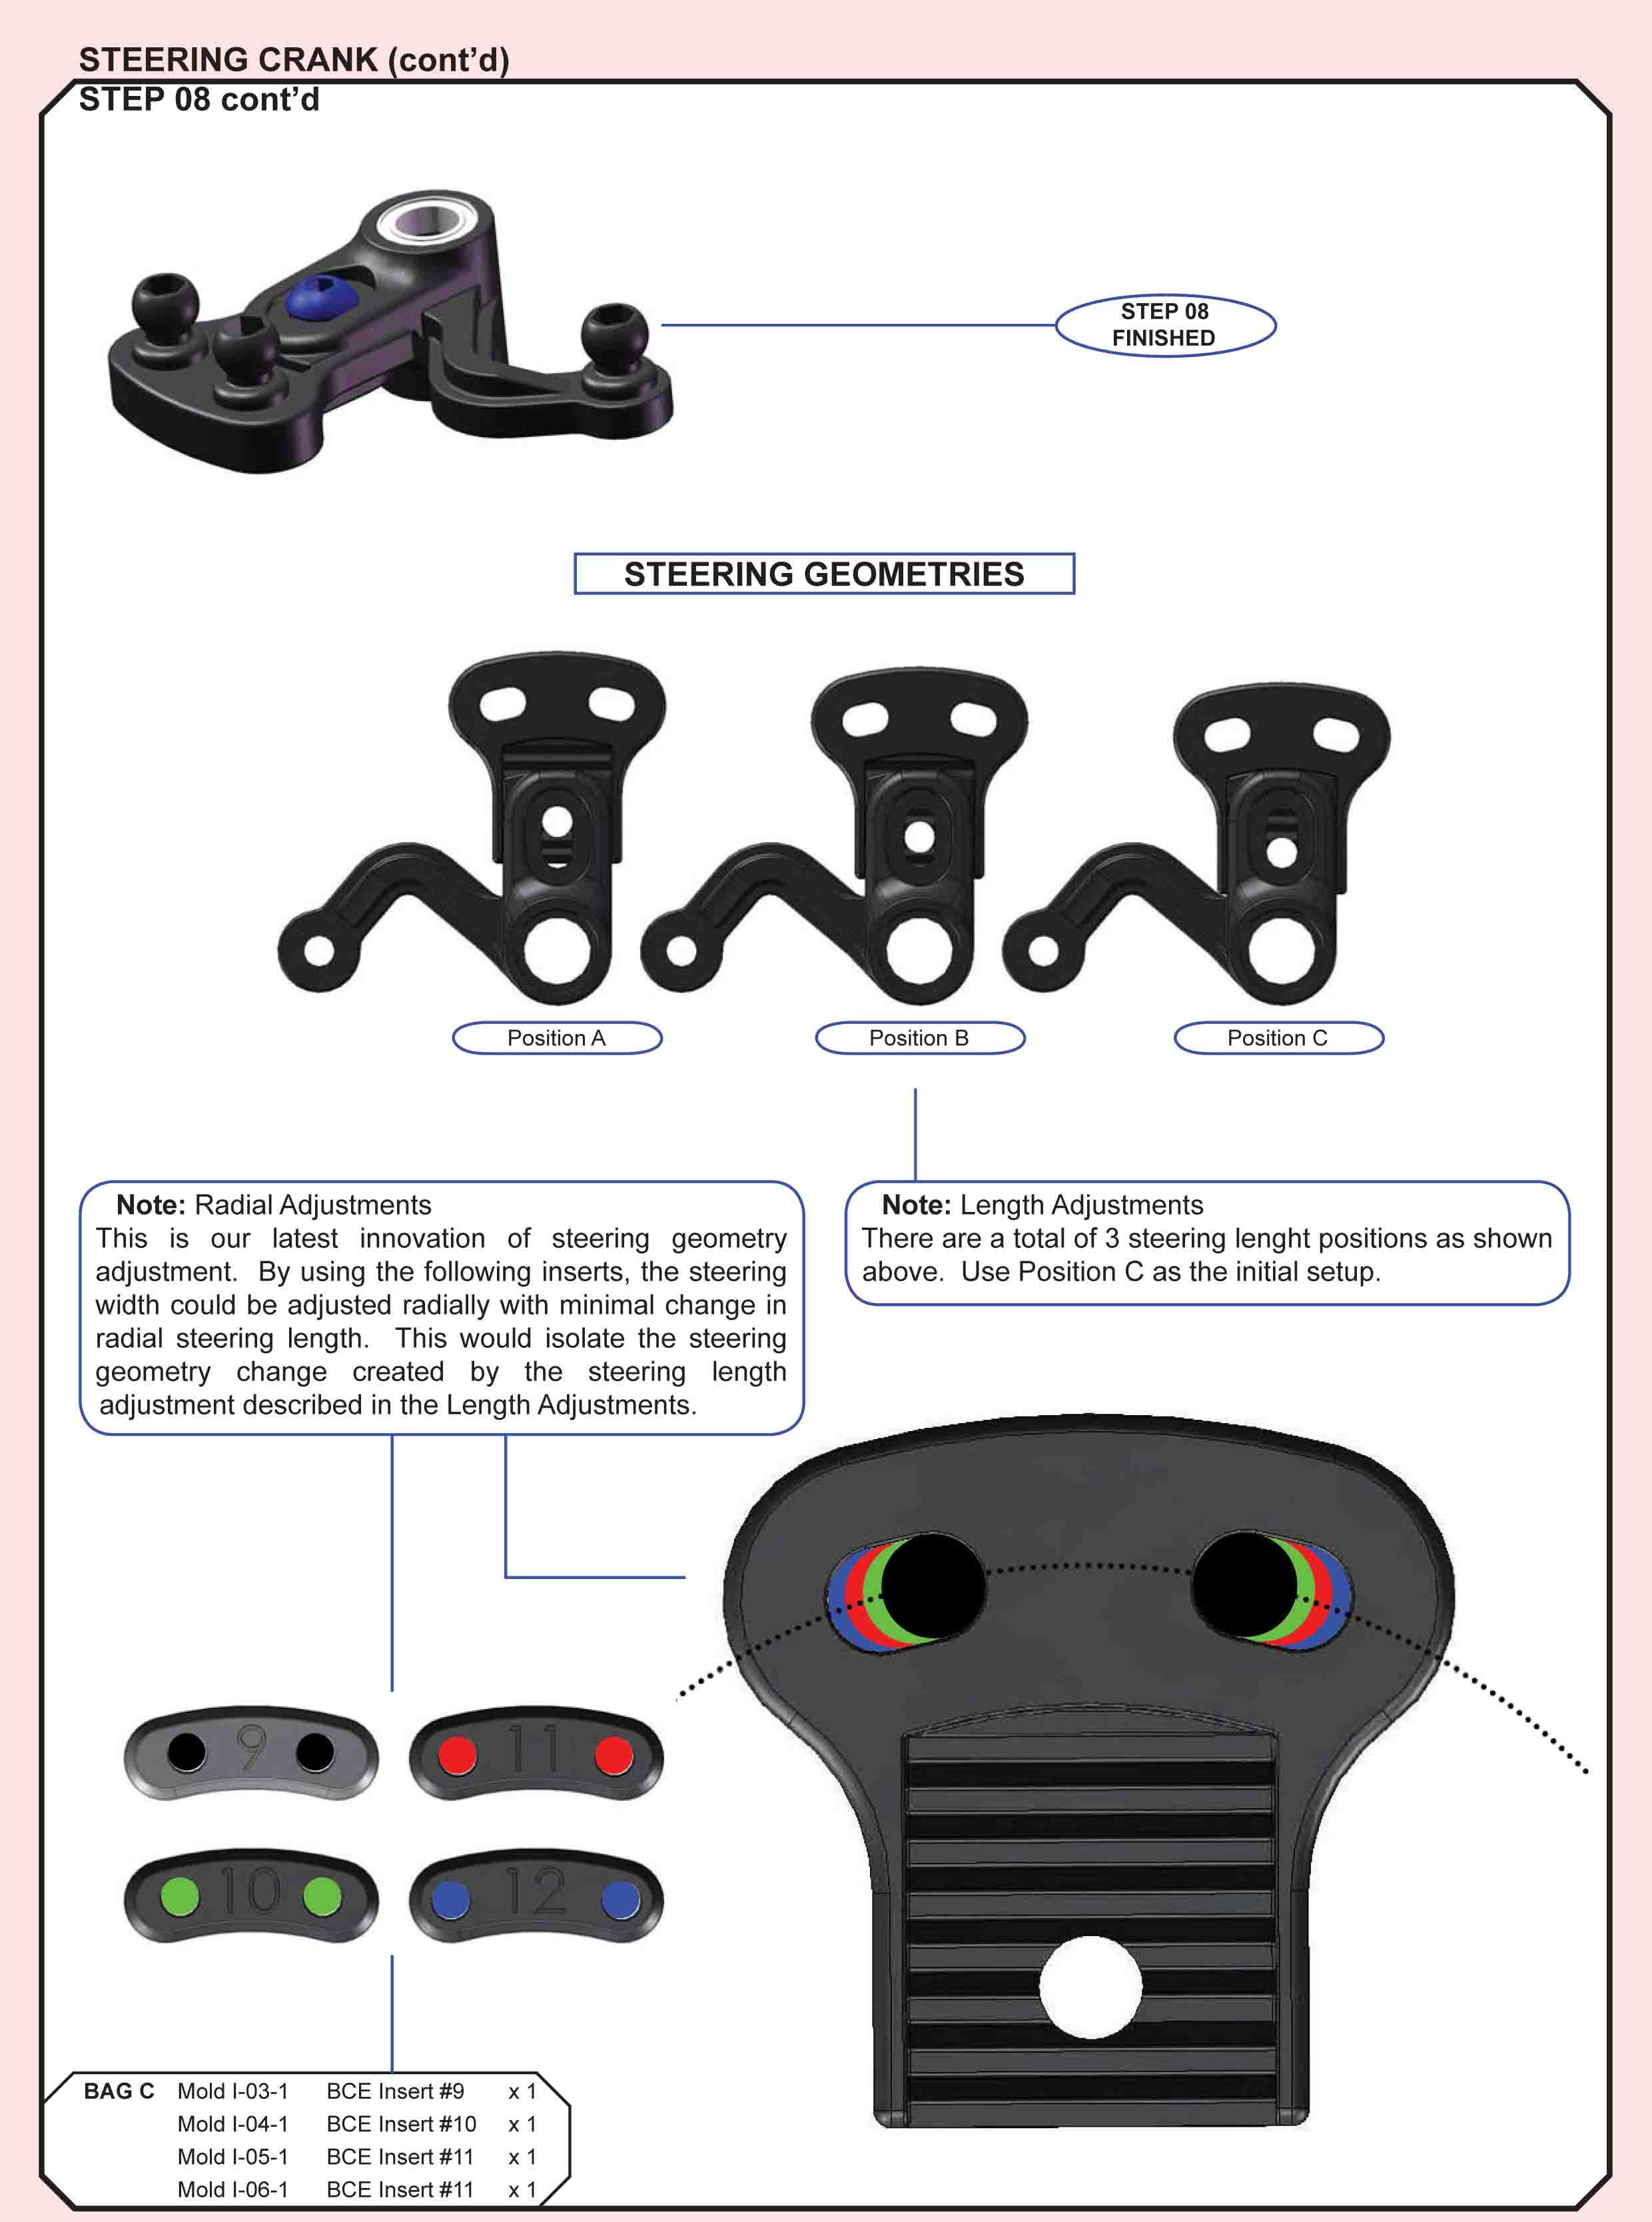 STEERING CRANK (cont'd)
STEP 08 cont'd
STEP 08
FINISHED
STEERING GEOMETRIES
Position A
Position B
Position C
Note: Radial Adjustments
This is our latest innovation of steering geometry
adjustment. By using the following inserts, the steering
width could be adjusted radially with minimal change in
radial steering length. This would isolate the steering
geometry change created by the steering length
adjustment described in the Length Adjustments.
Note: Length Adjustments
There are a total of 3 steering lenght positions as shown
above. Use Position C as the initial setup.
9
11
10
12
BAG C Mold I-03-1 BCE Insert #9 x 1
Mold I-04-1 BCE Insert #10 x 1
Mold I-05-1 BCE Insert #11 x 1
Mold I-06-1 BCE Insert #11 x 1